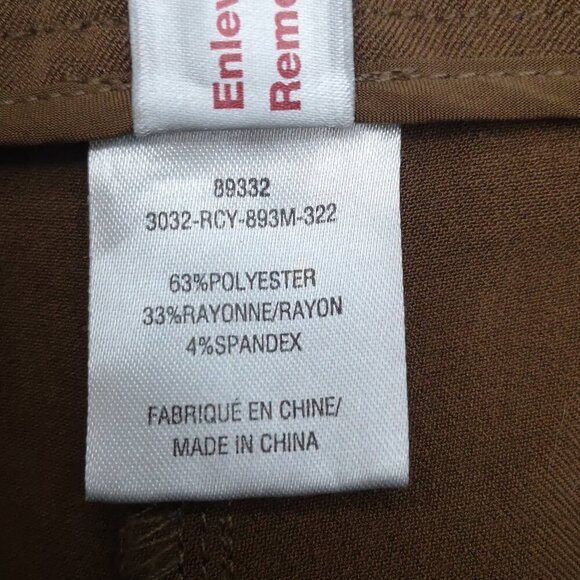 89332
3032-RCY-893M-322
63%POLYESTER
33%RAYONNE/RAYON
4%SPANDEX
FABRIQUÉ EN CHINE/
MADE IN CHINA